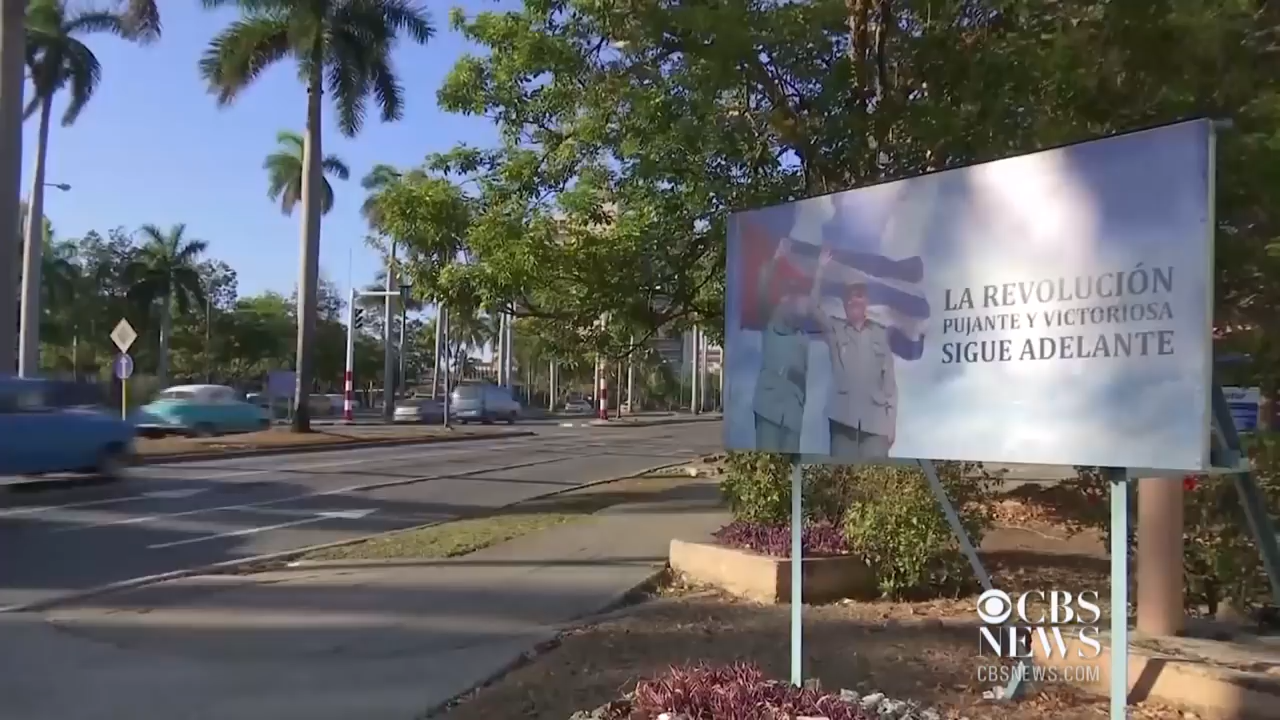 LA REVOLUCIÓN
PUJANTE Y VICTORIOSA
SIGUE ADELANTE
CBS
NEWS
CBSNEWS.COM